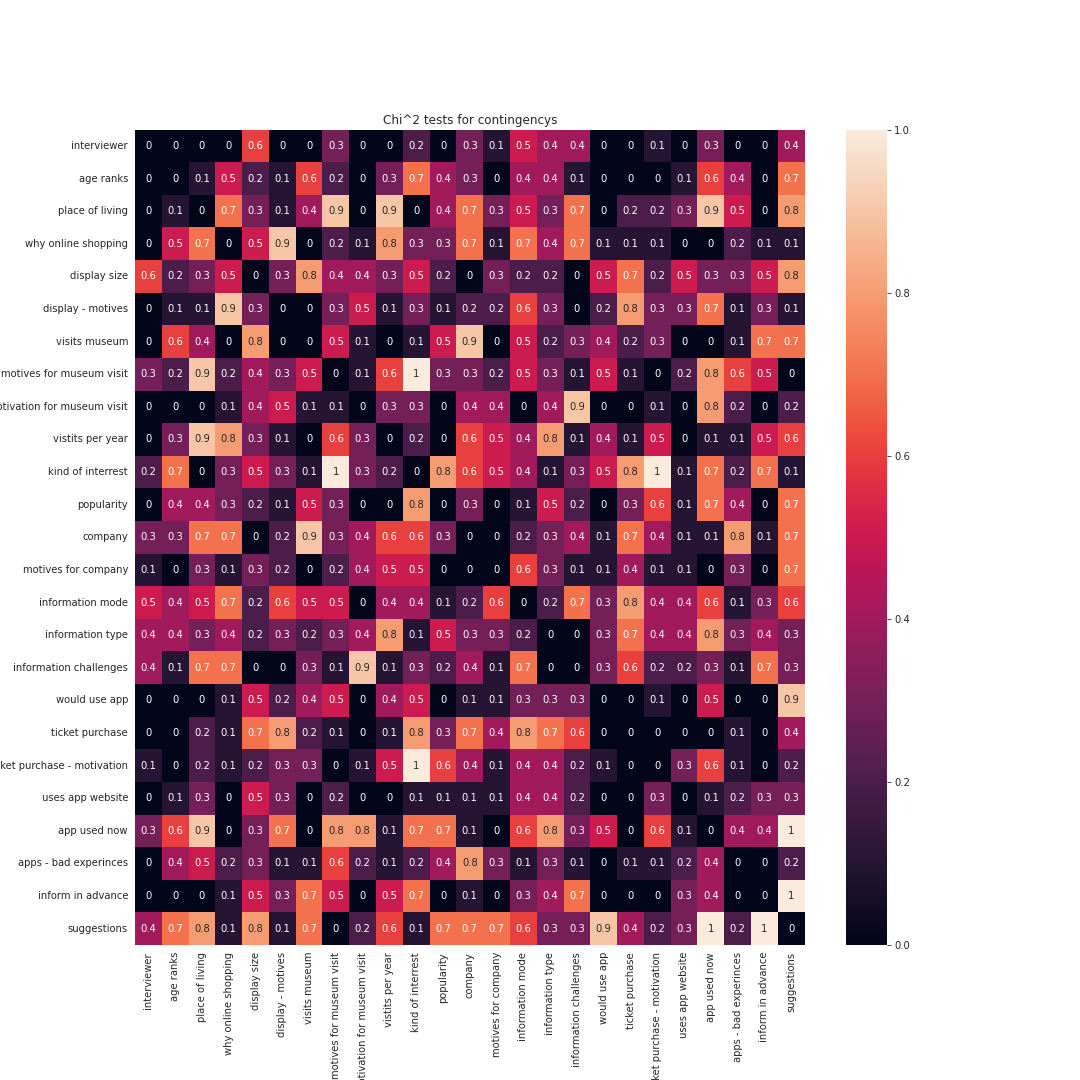 Chi^2 tests for contingencys
interviewer 0 0 0 0 0.6 0 0 0.3 0 0 0.2 0 0.3 0.1 0.5 0.4 0.4 0 0 0.1 0 0.3 0 0 0.4
age ranks 0 0 0.1 0.5 0.2 0.1 0.6 0.2 0 0.3 0.7 0.4 0.3 0 0.4 0.4 0.1 0 0 0 0.1 0.6 0.4 0 0.7
place of living 0 0.1 0 0.7 0.3 0.1 0.4 0.9 0 0.9 0 0.4 0.7 0.3 0.5 0.3 0.7 0 0.2 0.2 0.3 0.9 0.5 0 0.8
why online shopping 0 0.5 0.7 0 0.5 0.9 0 0.2 0.1 0.8 0.3 0.3 0.7 0.1 0.7 0.4 0.7 0.1 0.1 0.1 0 0 0.2 0.1 0.1
display size 0.6 0.2 0.3 0.5 0 0.3 0.8 0.4 0.4 0.3 0.5 0.2 0 0.3 0.2 0.2 0 0.5 0.7 0.2 0.5 0.3 0.3 0.5 0.8
display - motives 0 0.1 0.1 0.9 0.3 0 0 0.3 0.5 0.1 0.3 0.1 0.2 0.2 0.6 0.3 0 0.2 0.8 0.3 0.3 0.7 0.1 0.3 0.1
visits museum 0 0.6 0.4 0 0.8 0 0 0.5 0.1 0 0.1 0.5 0.9 0 0.5 0.2 0.3 0.4 0.2 0.3 0 0 0.1 0.7 0.7
motives for museum visit 0.3 0.2 0.9 0.2 0.4 0.3 0.5 0 0.1 0.6 1 0.3 0.3 0.2 0.5 0.3 0.1 0.5 0.1 0 0.2 0.8 0.6 0.5 0
otivation for museum visit 0 0 0 0.1 0.4 0.5 0.1 0.1 0 0.3 0.3 0 0.4 0.4 0 0.4 0.9 0 0 0.1 0 0.8 0.2 0 0.2
vistits per year 0 0.3 0.9 0.8 0.3 0.1 0 0.6 0.3 0 0.2 0 0.6 0.5 0.4 0.8 0.1 0.4 0.1 0.5 0 0.1 0.1 0.5 0.6
kind of interrest 0.2 0.7 0 0.3 0.5 0.3 0.1 1 0.3 0.2 0 0.8 0.6 0.5 0.4 0.1 0.3 0.5 0.8 1 0.1 0.7 0.2 0.7 0.1
popularity 0 0.4 0.4 0.3 0.2 0.1 0.5 0.3 0 0 0.8 0 0.3 0 0.1 0.5 0.2 0 0.3 0.6 0.1 0.7 0.4 0 0.7
company 0.3 0.3 0.7 0.7 0 0.2 0.9 0.3 0.4 0.6 0.6 0.3 0 0 0.2 0.3 0.4 0.1 0.7 0.4 0.1 0.1 0.8 0.1 0.7
motives for company 0.1 0 0.3 0.1 0.3 0.2 0 0.2 0.4 0.5 0.5 0 0 0 0.6 0.3 0.1 0.1 0.4 0.1 0.1 0 0.3 0 0.7
information mode 0.5 0.4 0.5 0.7 0.2 0.6 0.5 0.5 0 0.4 0.4 0.1 0.2 0.6 0 0.2 0.7 0.3 0.8 0.4 0.4 0.6 0.1 0.3 0.6
information type 0.4 0.4 0.3 0.4 0.2 0.3 0.2 0.3 0.4 0.8 0.1 0.5 0.3 0.3 0.2 0 0 0.3 0.7 0.4 0.4 0.8 0.3 0.4 0.3
information challenges 0.4 0.1 0.7 0.7 0 0 0.3 0.1 0.9 0.1 0.3 0.2 0.4 0.1 0.7 0 0 0.3 0.6 0.2 0.2 0.3 0.1 0.7 0.3
would use app 0 0 0 0.1 0.5 0.2 0.4 0.5 0 0.4 0.5 0 0.1 0.1 0.3 0.3 0.3 0 0 0.1 0 0.5 0 0 0.9
ticket purchase 0 0 0.2 0.1 0.7 0.8 0.2 0.1 0 0.1 0.8 0.3 0.7 0.4 0.8 0.7 0.6 0 0 0 0 0 0.1 0 0.4
ket purchase - motivation 0.1 0 0.2 0.1 0.2 0.3 0.3 0 0.1 0.5 1 0.6 0.4 0.1 0.4 0.4 0.2 0.1 0 0 0.3 0.6 0.1 0 0.2
uses app website 0 0.1 0.3 0 0.5 0.3 0 0.2 0 0 0.1 0.1 0.1 0.1 0.4 0.4 0.2 0 0 0.3 0 0.1 0.2 0.3 0.3
app used now 0.3 0.6 0.9 0 0.3 0.7 0 0.8 0.8 0.1 0.7 0.7 0.1 0 0.6 0.8 0.3 0.5 0 0.6 0.1 0 0.4 0.4 1
apps - bad experinces 0 0.4 0.5 0.2 0.3 0.1 0.1 0.6 0.2 0.1 0.2 0.4 0.8 0.3 0.1 0.3 0.1 0 0.1 0.1 0.2 0.4 0 0 0.2
inform in advance 0 0 0 0.1 0.5 0.3 0.7 0.5 0 0.5 0.7 0 0.1 0 0.3 0.4 0.7 0 0 0 0.3 0.4 0 0 1
suggestions 0.4 0.7 0.8 0.1 0.8 0.1 0.7 0 0.2 0.6 0.1 0.7 0.7 0.7 0.6 0.3 0.3 0.9 0.4 0.2 0.3 1 0.2 1 0
interviewer
age ranks
place of living
why online shopping
display size
display - motives
visits museum
motives for museum visit
tivation for museum visit
vistits per year
kind of interrest
popularity
company
motives for company
information mode
information type
information challenges
would use app
ticket purchase
ket purchase - motivation
uses app website
app used now
apps - bad experinces
inform in advance
suggestions
1.0
0.8
0.6
0.4
0.2
0.0